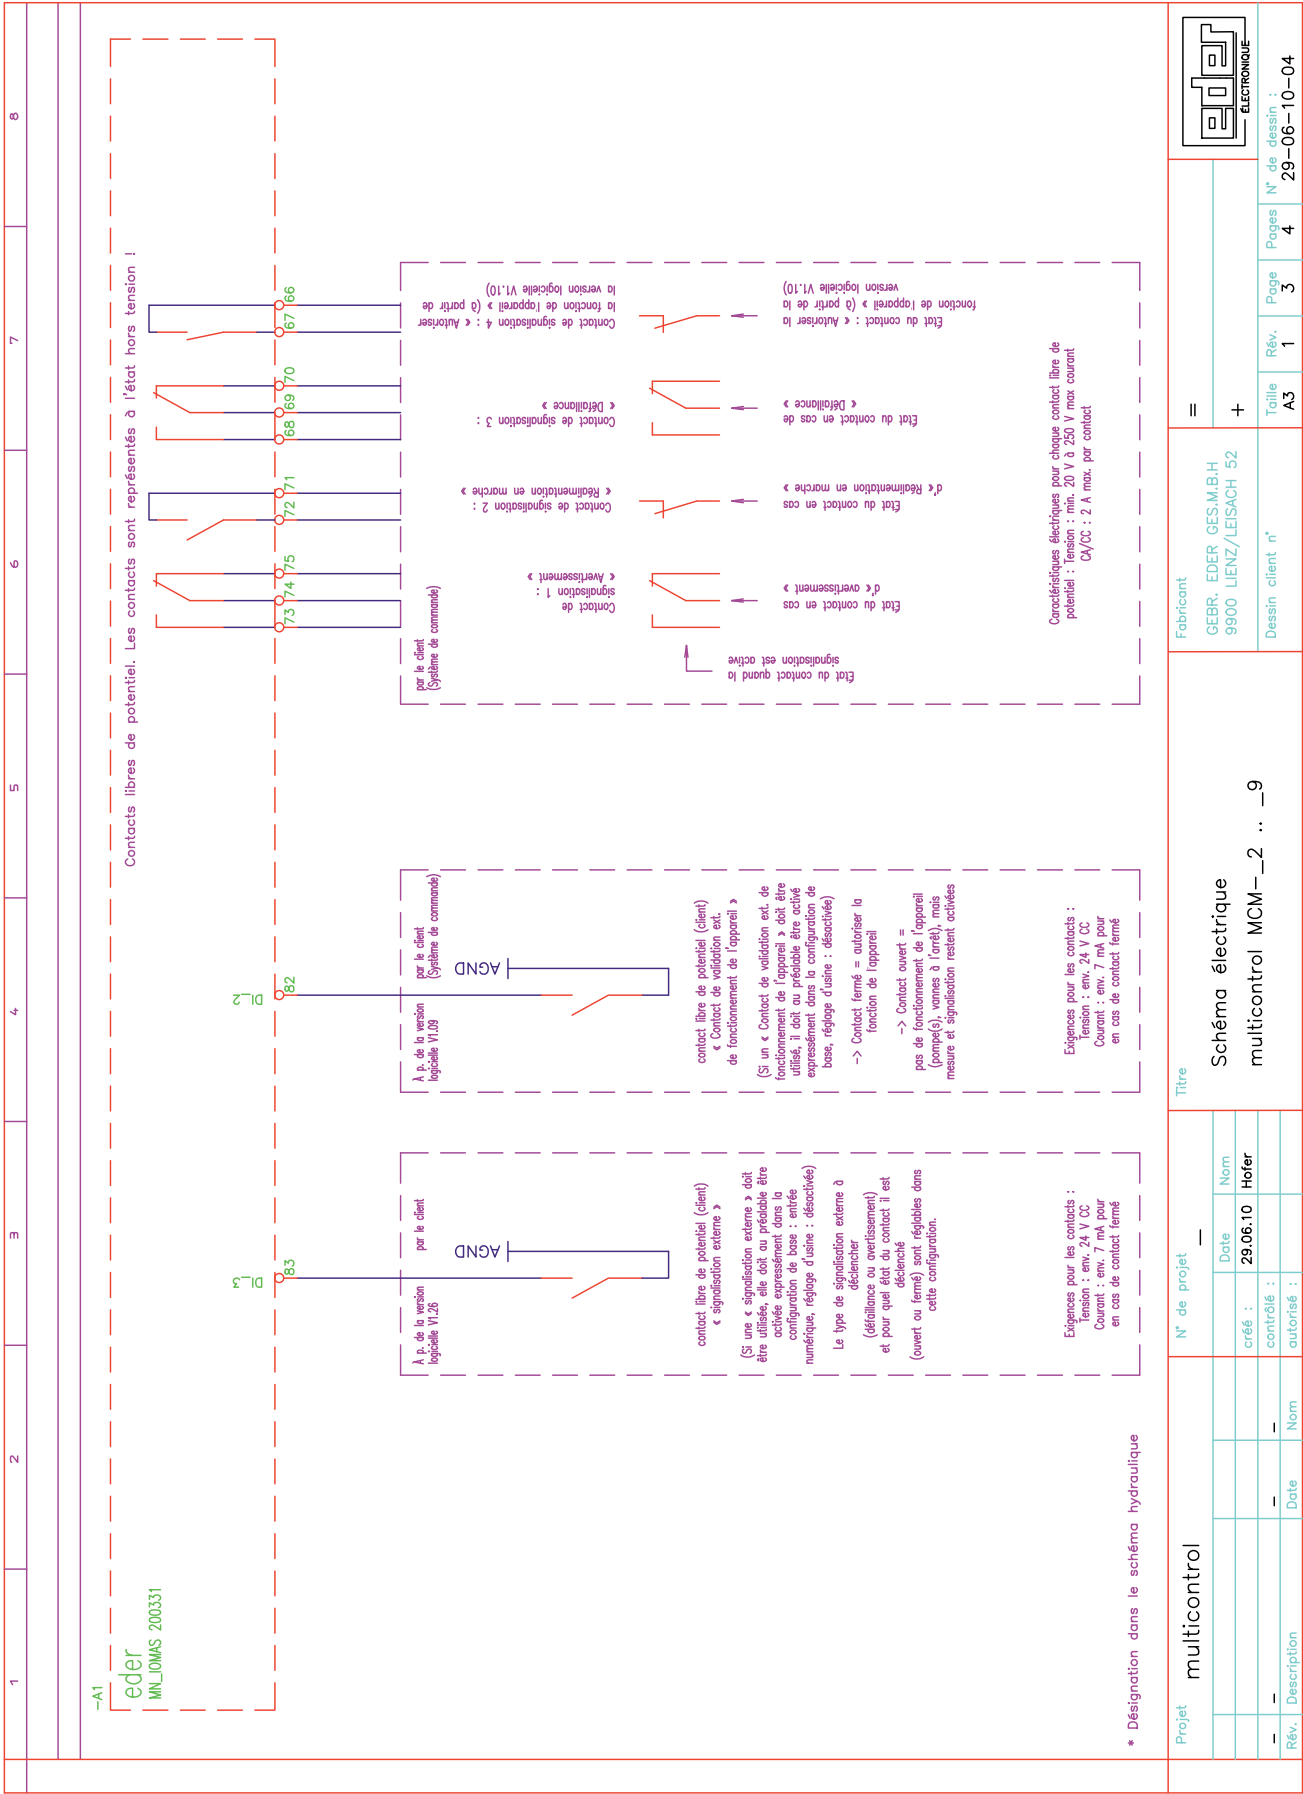 1
2
3
4
5
6
7
8
-A1
eder
MN_IOMAS 200331
Contacts libres de potentiel. Les contacts sont représentés à l'état hors tension !
DI_3
83
DI_2
82
73
74
75
72
71
68
69
70
67
66
À p. de la version
logicielle V1.26
par le client
AGND
contact libre de potentiel (client)
« signalisation externe »
(Si une « signalisation externe » doit
être utilisée, elle doit au préalable être
activée expressément dans la
configuration de base : entrée
numérique, réglage d'usine : désactivée)
Le type de signalisation externe à
déclencher
(défaillance ou avertissement)
et pour quel état du contact il est
déclenché
(ouvert ou fermé) sont réglables dans
cette configuration.
Exigences pour les contacts :
Tension : env. 24 V CC
Courant : env. 7 mA pour
en cas de contact fermé
À p. de la version
logicielle V1.09
par le client
(Système de commande)
AGND
contact libre de potentiel (client)
« Contact de validation ext.
de fonctionnement de l'appareil »
(Si un « Contact de validation ext. de
fonctionnement de l'appareil » doit être
utilisé, il doit au préalable être activé
expressément dans la configuration de
base, réglage d'usine : désactivée)
-> Contact fermé = autoriser la
fonction de l'appareil
-> Contact ouvert =
pas de fonctionnement de l'appareil
(pompe(s), vannes à l'arrêt), mais
mesure et signalisation restent activées
Exigences pour les contacts :
Tension : env. 24 V CC
Courant : env. 7 mA pour
en cas de contact fermé
par le client
(Système de commande)
Contact de
signalisation 1 :
« Avertissement »
Contact de signalisation 2 :
« Réalimentation en marche »
Contact de signalisation 3 :
« Défaillance »
Contact de signalisation 4 : « Autoriser
la fonction de l'appareil » (à partir de
la version logicielle V1.10)
État du contact quand la
signalisation est active
État du contact en cas
d'« avertissement »
État du contact en cas
d'« Réalimentation en marche »
État du contact en cas de
« Défaillance »
État du contact : « Autoriser la
fonction de l'appareil » (à partir de la
version logicielle V1.10)
Caractéristiques électriques pour chaque contact libre de
potentiel : Tension : min. 20 V à 250 V max courant
CA/CC : 2 A max. par contact
* Désignation dans le schéma hydraulique
Projet
multicontrol
N° de projet
–
Titre
Schéma électrique
multicontrol MCM-_2 .. _9
Fabricant
GEBR. EDER GES.M.B.H
9900 LIENZ/LEISACH 52
Dessin client n°
=
+
eder
ÉLECTRONIQUE
Date
Nom
créé :
29.06.10
Hofer
contrôlé :
autorisé :
– – – –
Rév.
Description
Date
Nom
Taille
A3
Rév.
1
Page
3
Pages
4
N° de dessin :
29-06-10-04